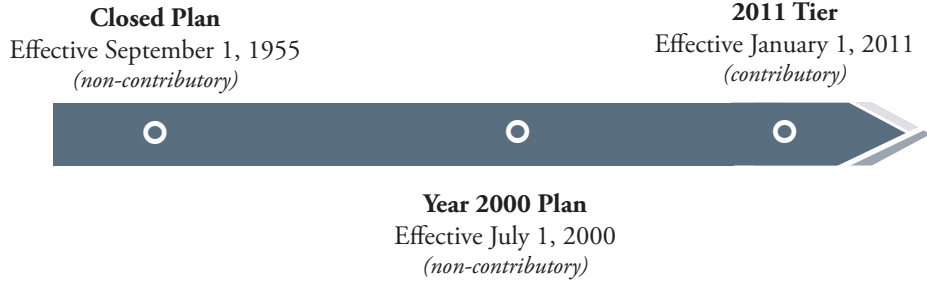 Closed Plan
Effective September 1, 1955
(non-contributory)
2011 Tier
Effective January 1, 2011
(contributory)
Year 2000 Plan
Effective July 1, 2000
(non-contributory)